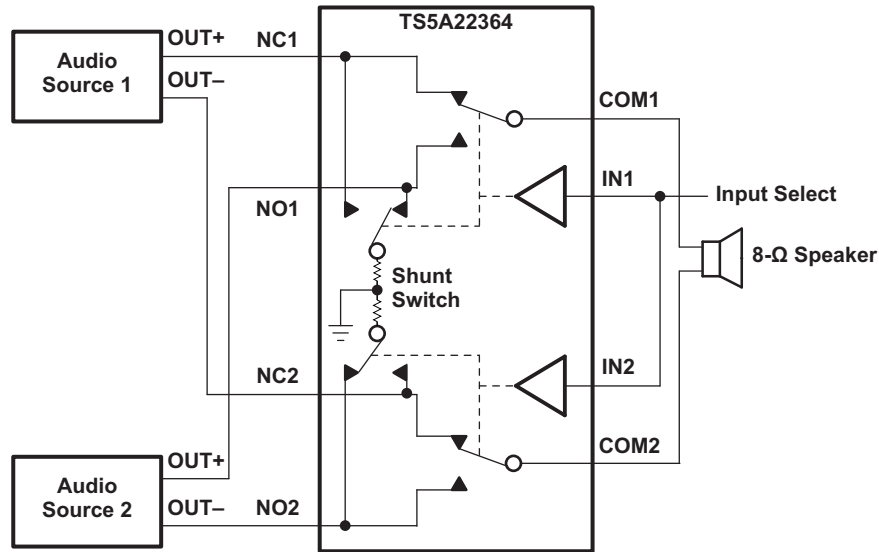 TS5A22364
Audio
Source 1
OUT+
NC1
OUT–
COM1
IN1
Input Select
NO1
8-Ω Speaker
Shunt
Switch
NC2
IN2
COM2
Audio
Source 2
OUT+
OUT–
NO2